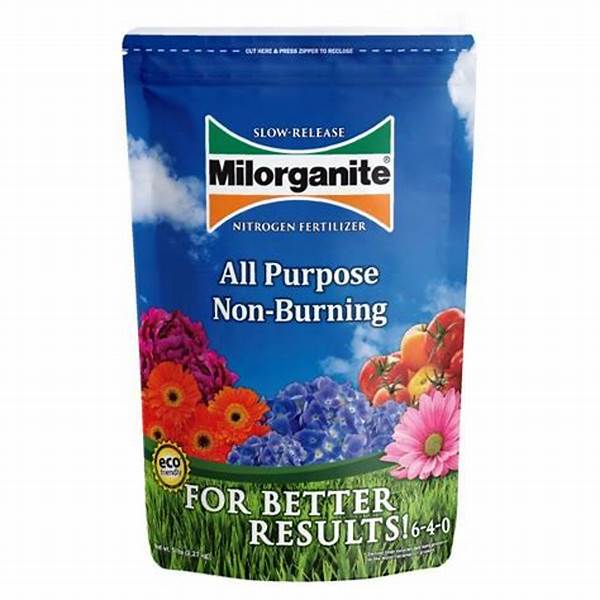 CUT HERE & PRESS ZIPPER TO RECLOSE
SLOW-RELEASE
Milorganite®
NITROGEN FERTILIZER
All Purpose
Non-Burning
eco
friendly
FOR BETTER
RESULTS! 6-4-0